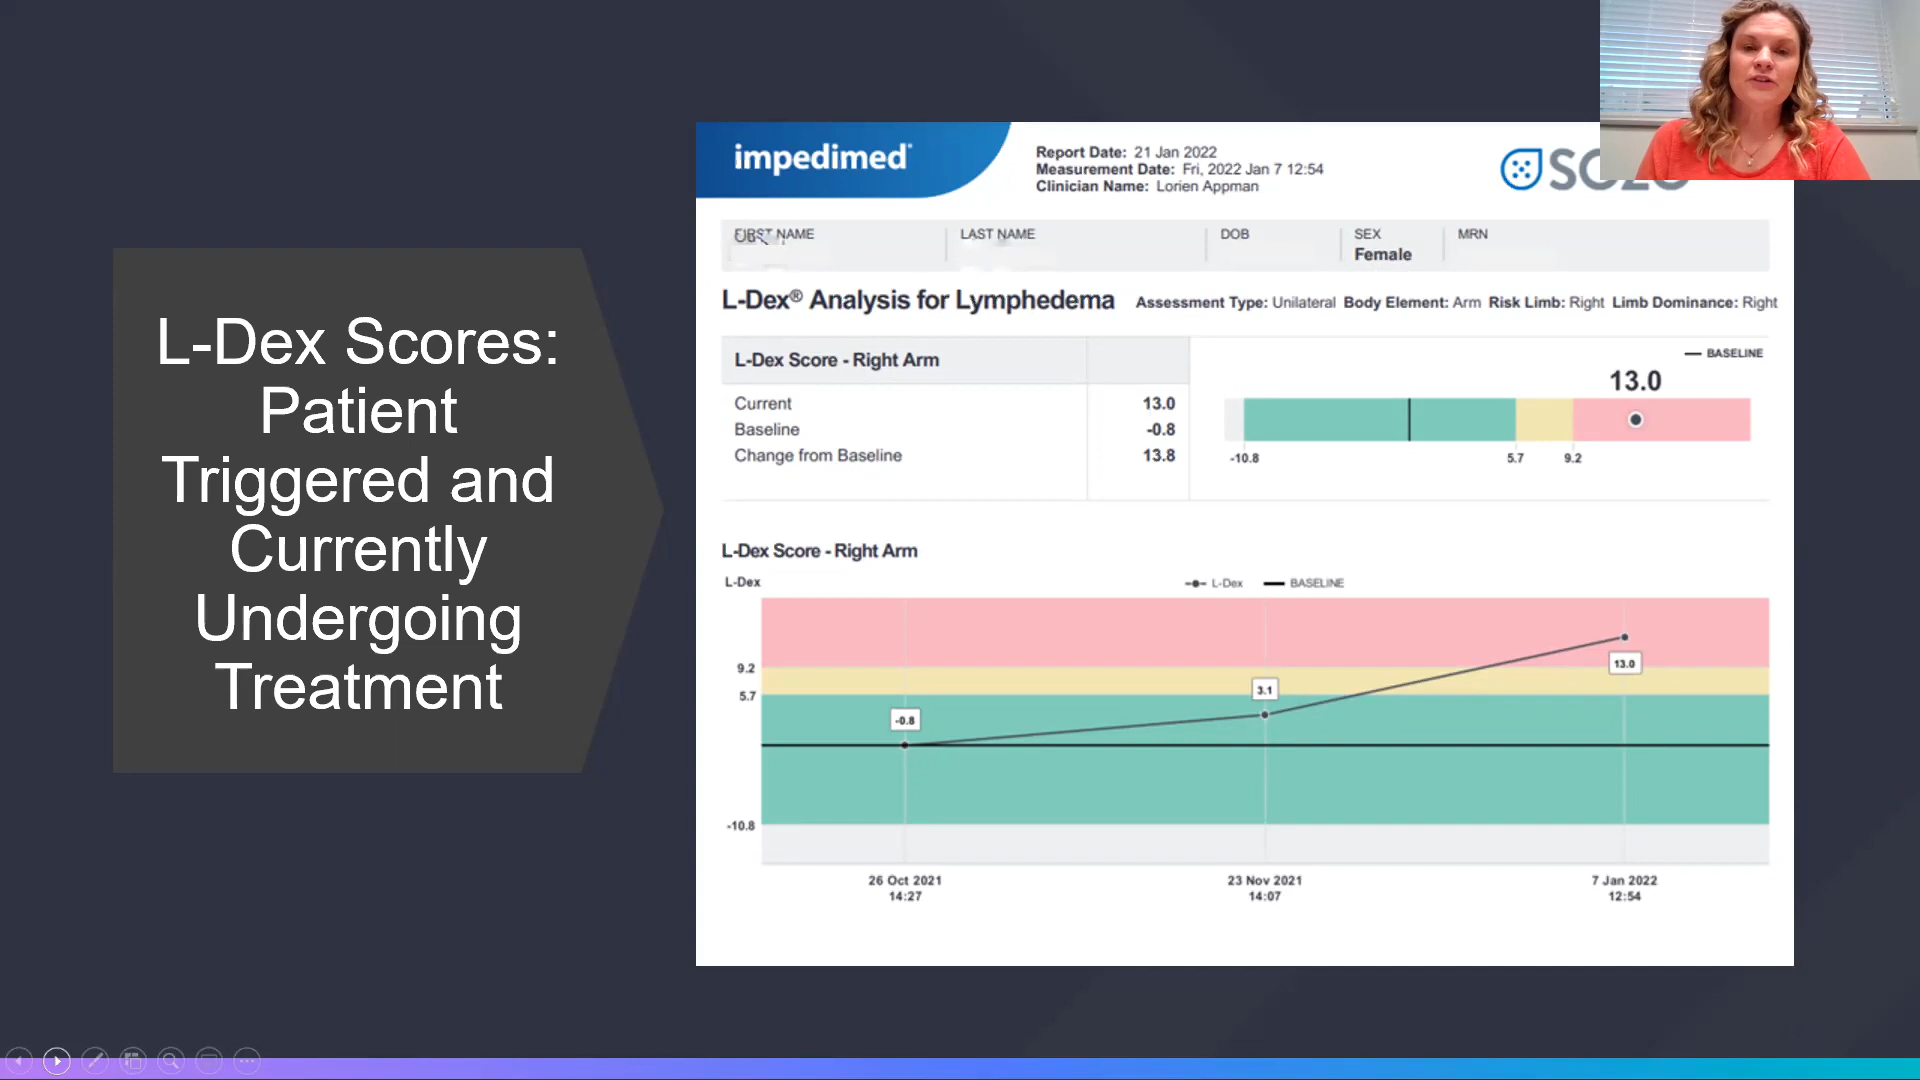 L-Dex Scores:
Patient
Triggered and
Currently
Undergoing
Treatment
impedimed®
Report Date: 21 Jan 2022
Measurement Date: Fri, 2022 Jan 7 12:54
Clinician Name: Lorien Appman
FIRST NAME LAST NAME DOB SEX MRN
Female
L-Dex® Analysis for Lymphedema Assessment Type: Unilateral Body Element: Arm Risk Limb: Right Limb Dominance: Right
L-Dex Score - Right Arm
Current 13.0
Baseline -0.8
Change from Baseline 13.8
BASELINE
13.0
-10.8 5.7 9.2
L-Dex Score - Right Arm
L-Dex
L-Dex BASELINE
9.2
5.7
-10.8
-0.8
3.1
13.0
26 Oct 2021 23 Nov 2021 7 Jan 2022
14:27 14:07 12:54